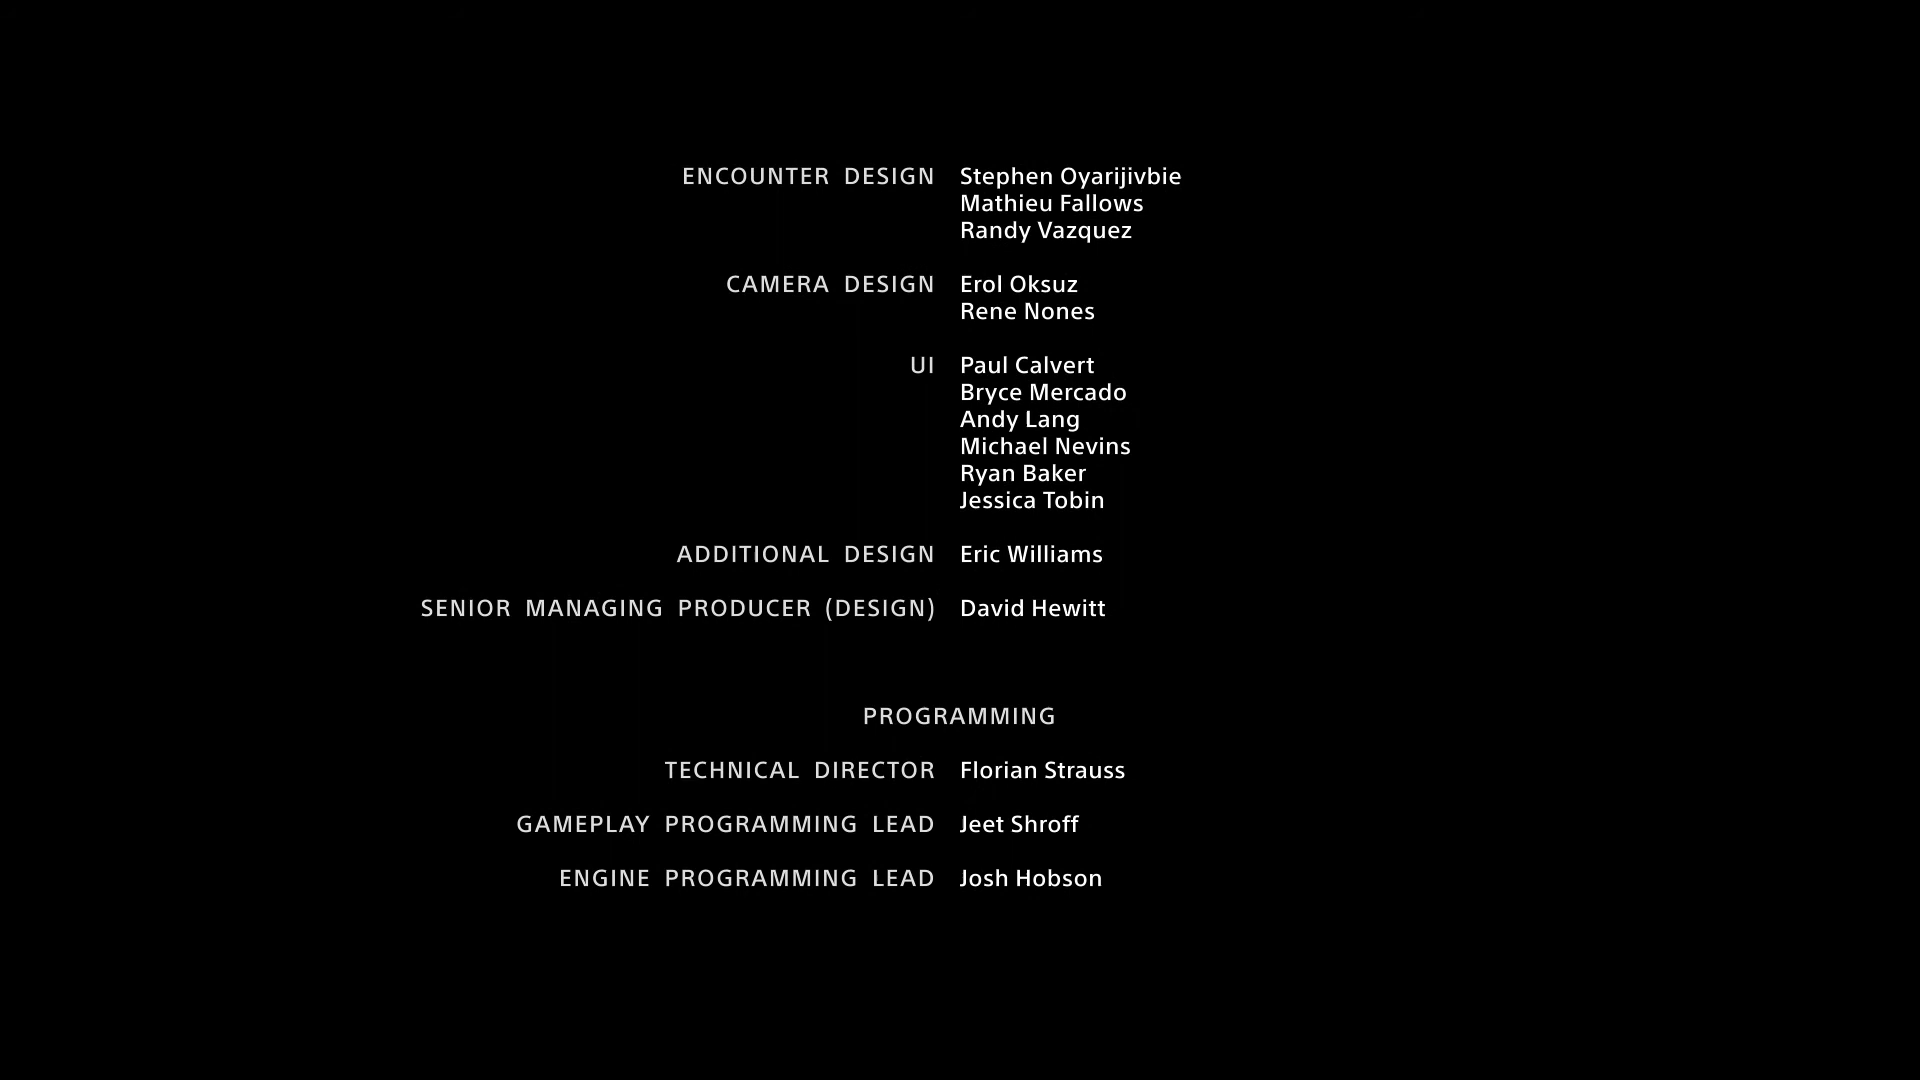 ENCOUNTER DESIGN Stephen Oyarijivbie
Mathieu Fallows
Randy Vazquez
CAMERA DESIGN Erol Oksuz
Rene Nones
UI Paul Calvert
Bryce Mercado
Andy Lang
Michael Nevins
Ryan Baker
Jessica Tobin
ADDITIONAL DESIGN Eric Williams
SENIOR MANAGING PRODUCER (DESIGN) David Hewitt
PROGRAMMING
TECHNICAL DIRECTOR Florian Strauss
GAMEPLAY PROGRAMMING LEAD Jeet Shroff
ENGINE PROGRAMMING LEAD Josh Hobson